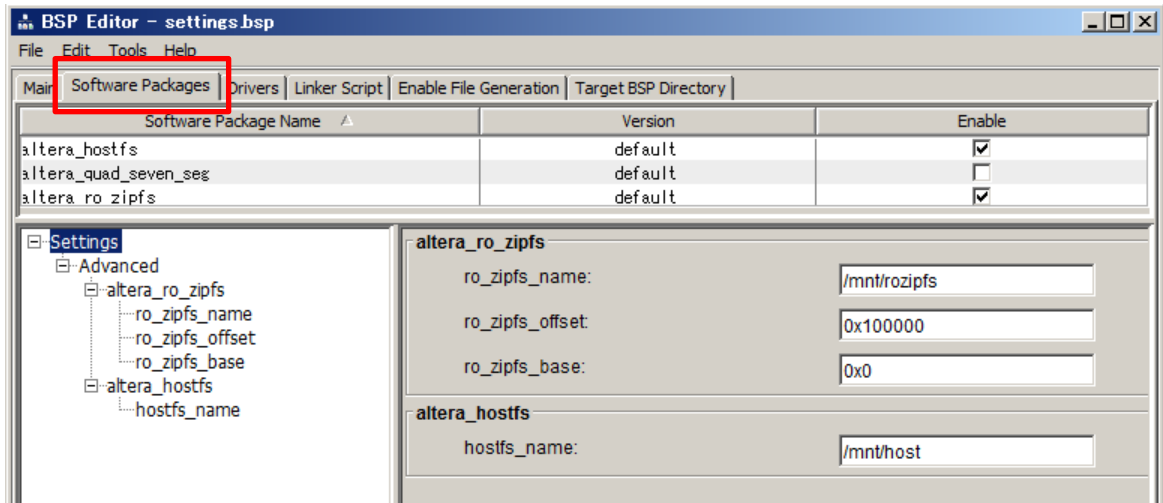 BSP Editor - settings.bsp
File Edit Tools Help
Main Software Packages Drivers Linker Script Enable File Generation Target BSP Directory
Software Package Name Version Enable
altera_hostfs default
altera_quad_seven_seg default
altera_ro_zipfs default
Settings
Advanced
altera_ro_zipfs
ro_zipfs_name
ro_zipfs_offset
ro_zipfs_base
altera_hostfs
hostfs_name
altera_ro_zipfs
ro_zipfs_name: /mnt/rozipfs
ro_zipfs_offset: 0x100000
ro_zipfs_base: 0x0
altera_hostfs
hostfs_name: /mnt/host